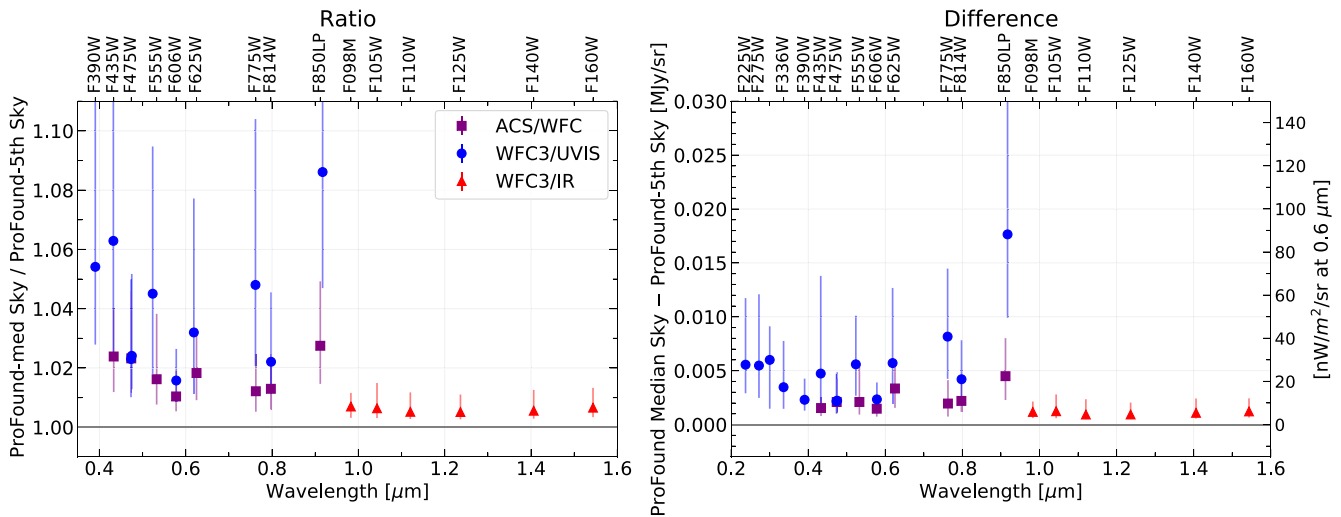 Ratio
F390W
F435W
F475W
F555W
F606W
F625W
F775W
F814W
F850LP
F098M
F105W
F110W
F125W
F140W
F160W
ProFound-med Sky / ProFound-5th Sky
1.10
1.08
1.06
1.04
1.02
1.00
ACS/WFC
WFC3/UVIS
WFC3/IR
0.4 0.6 0.8 1.0 1.2 1.4 1.6
Wavelength [μm]
Difference
F225W
F275W
F336W
F390W
F435W
F475W
F555W
F606W
F625W
F775W
F814W
F850LP
F098M
F105W
F110W
F125W
F140W
F160W
ProFound Median Sky − ProFound-5th Sky [MJy/sr]
0.030
0.025
0.020
0.015
0.010
0.005
0.000
140
120
100
80
60
40
20
0
[nW/m²/sr at 0.6 μm]
0.2 0.4 0.6 0.8 1.0 1.2 1.4 1.6
Wavelength [μm]